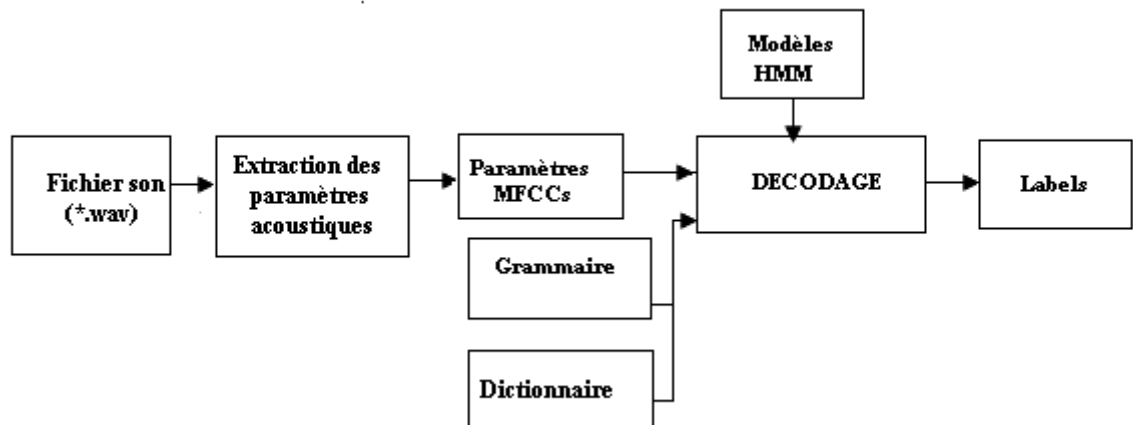 Modèles
HMM
Fichier son
(*.wav)
Extraction des
paramètres
acoustiques
Paramètres
MFCCs
DECODAGE
Labels
Grammaire
Dictionnaire